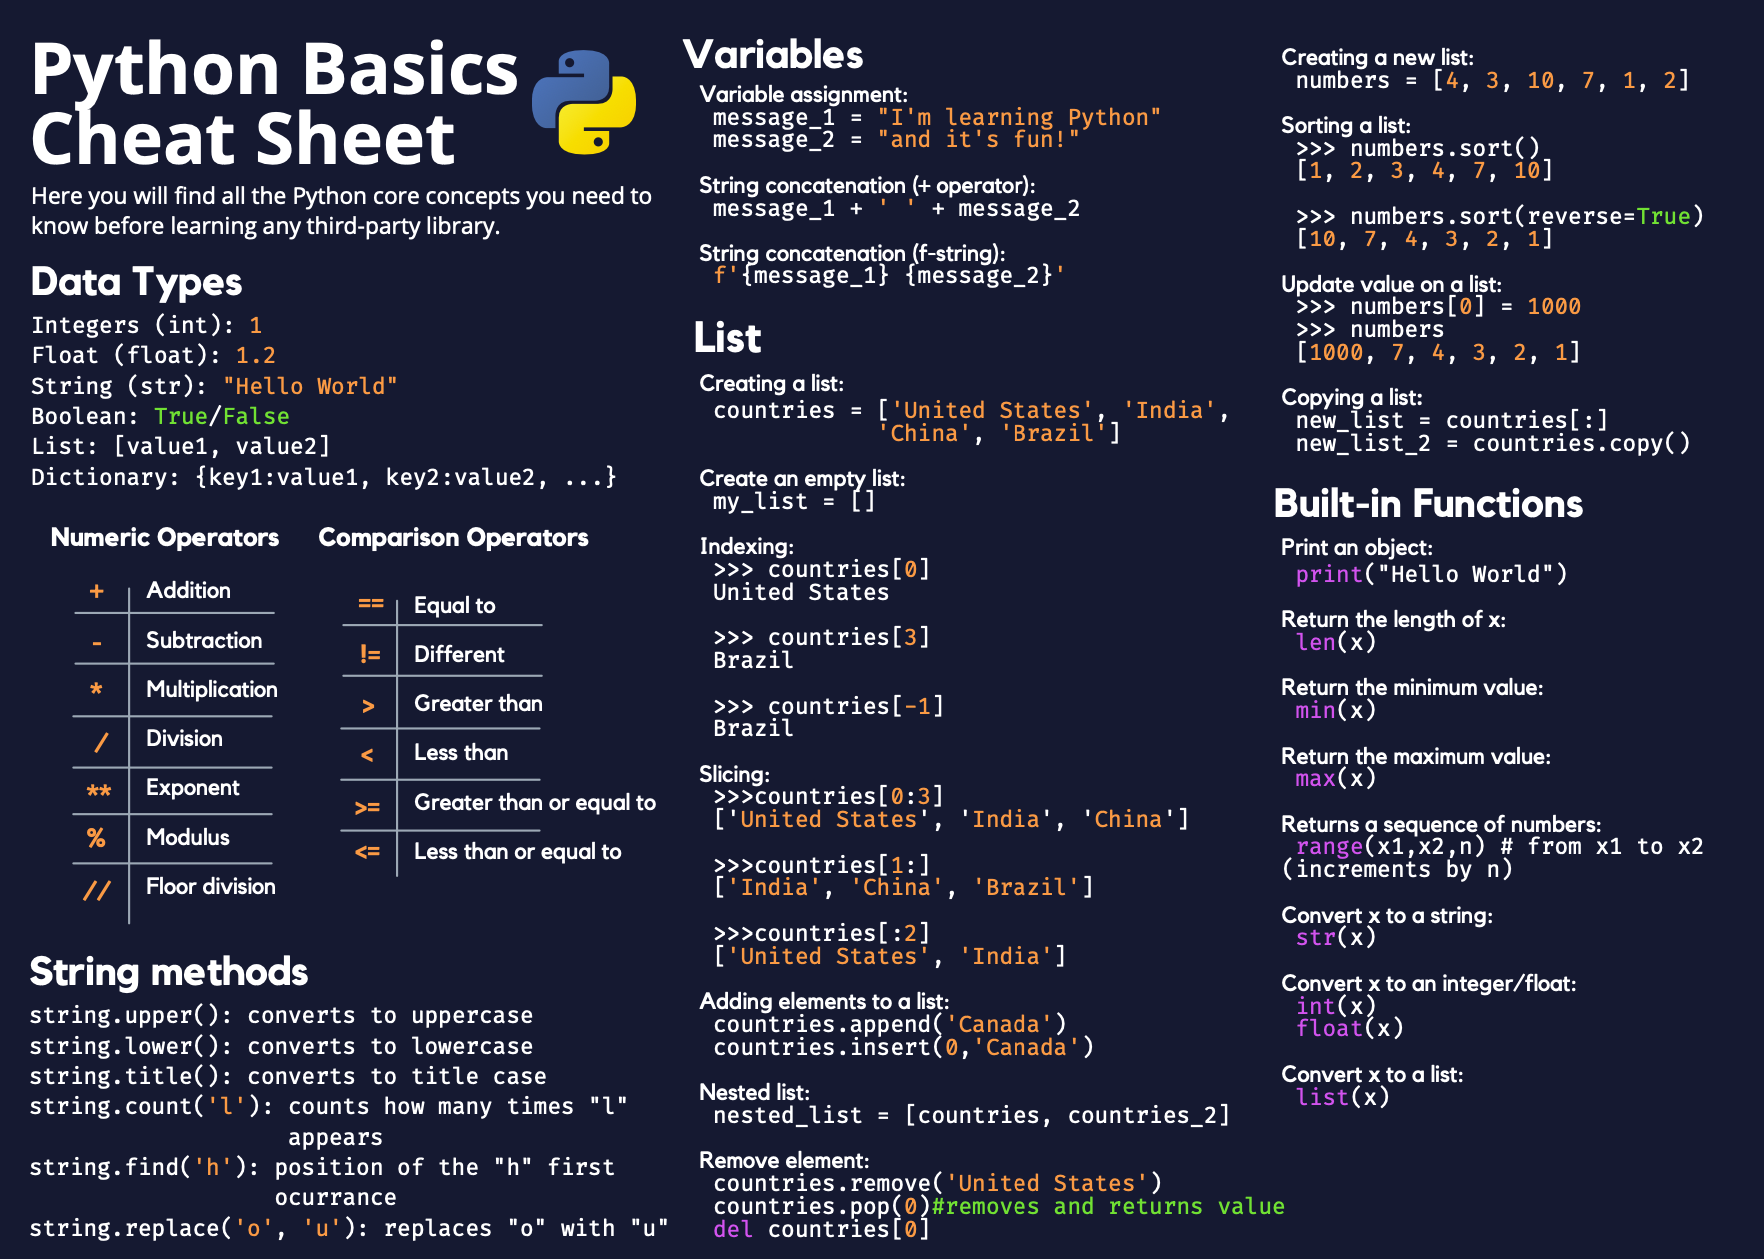 Python Basics
Cheat Sheet
Here you will find all the Python core concepts you need to
know before learning any third-party library.
Data Types
Integers (int): 1
Float (float): 1.2
String (str): "Hello World"
Boolean: True/False
List: [value1, value2]
Dictionary: {key1:value1, key2:value2, ...}
Numeric Operators
+ Addition
- Subtraction
* Multiplication
/ Division
** Exponent
% Modulus
// Floor division
Comparison Operators
== Equal to
!= Different
> Greater than
< Less than
>= Greater than or equal to
<= Less than or equal to
String methods
string.upper(): converts to uppercase
string.lower(): converts to lowercase
string.title(): converts to title case
string.count('l'): counts how many times "l"
appears
string.find('h'): position of the "h" first
ocurrance
string.replace('o', 'u'): replaces "o" with "u"
Variables
Variable assignment:
message_1 = "I'm learning Python"
message_2 = "and it's fun!"
String concatenation (+ operator):
message_1 + ' ' + message_2
String concatenation (f-string):
f'{message_1} {message_2}'
List
Creating a list:
countries = ['United States', 'India',
'China', 'Brazil']
Create an empty list:
my_list = []
Indexing:
>>> countries[0]
United States
>>> countries[3]
Brazil
>>> countries[-1]
Brazil
Slicing:
>>>countries[0:3]
['United States', 'India', 'China']
>>>countries[1:]
['India', 'China', 'Brazil']
>>>countries[:2]
['United States', 'India']
Adding elements to a list:
countries.append('Canada')
countries.insert(0,'Canada')
Nested list:
nested_list = [countries, countries_2]
Remove element:
countries.remove('United States')
countries.pop(0)#removes and returns value
del countries[0]
Creating a new list:
numbers = [4, 3, 10, 7, 1, 2]
Sorting a list:
>>> numbers.sort()
[1, 2, 3, 4, 7, 10]
>>> numbers.sort(reverse=True)
[10, 7, 4, 3, 2, 1]
Update value on a list:
>>> numbers[0] = 1000
>>> numbers
[1000, 7, 4, 3, 2, 1]
Copying a list:
new_list = countries[:]
new_list_2 = countries.copy()
Built-in Functions
Print an object:
print("Hello World")
Return the length of x:
len(x)
Return the minimum value:
min(x)
Return the maximum value:
max(x)
Returns a sequence of numbers:
range(x1,x2,n) # from x1 to x2
(increments by n)
Convert x to a string:
str(x)
Convert x to an integer/float:
int(x)
float(x)
Convert x to a list:
list(x)